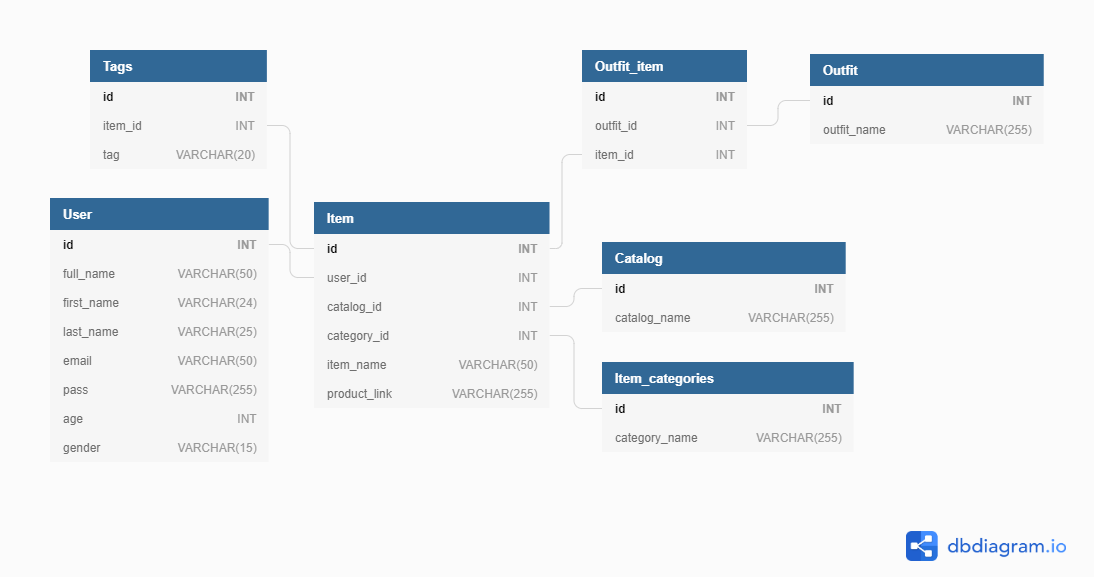 Tags
id INT
item_id INT
tag VARCHAR(20)
User
id INT
full_name VARCHAR(50)
first_name VARCHAR(24)
last_name VARCHAR(25)
email VARCHAR(50)
pass VARCHAR(255)
age INT
gender VARCHAR(15)
Item
id INT
user_id INT
catalog_id INT
category_id INT
item_name VARCHAR(50)
product_link VARCHAR(255)
Outfit_item
id INT
outfit_id INT
item_id INT
Outfit
id INT
outfit_name VARCHAR(255)
Catalog
id INT
catalog_name VARCHAR(255)
Item_categories
id INT
category_name VARCHAR(255)
dbdiagram.io